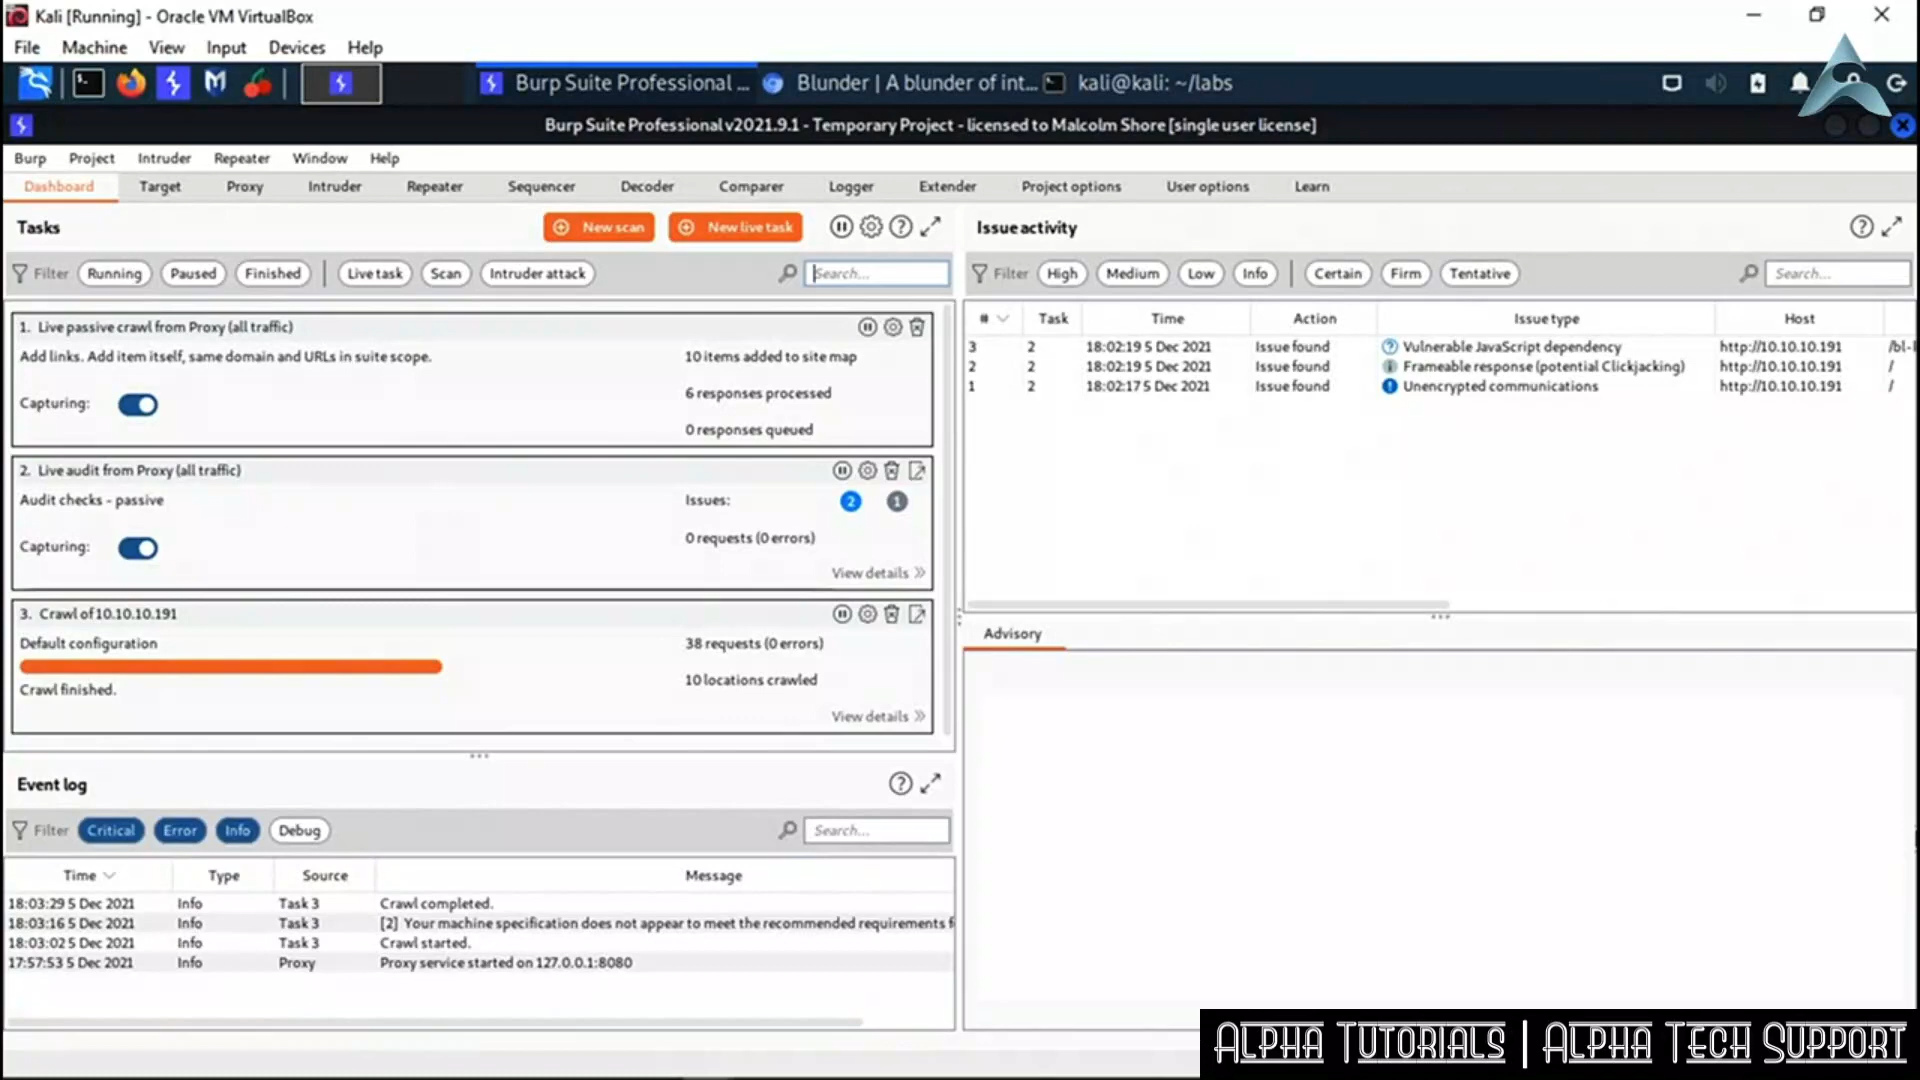 Kali [Running] - Oracle VM VirtualBox
File Machine View Input Devices Help
Burp Suite Professional ... Blunder | A blunder of int... kali@kali: ~/labs
Burp Suite Professional v2021.9.1 - Temporary Project - licensed to Malcolm Shore [single user license]
Burp Project Intruder Repeater Window Help
Dashboard Target Proxy Intruder Repeater Sequencer Decoder Comparer Logger Extender Project options User options Learn
Tasks New scan New live task
Filter Running Paused Finished Live task Scan Intruder attack Search...
1. Live passive crawl from Proxy (all traffic)
Add links. Add item itself, same domain and URLs in suite scope. 10 items added to site map
6 responses processed
Capturing:
0 responses queued
2. Live audit from Proxy (all traffic)
Audit checks - passive Issues: 2 1
0 requests (0 errors)
Capturing:
View details
3. Crawl of 10.10.10.191
Default configuration 38 requests (0 errors)
10 locations crawled
Crawl finished.
View details
Event log
Filter Critical Error Info Debug Search...
Time Type Source Message
18:03:29 5 Dec 2021 Info Task 3 Crawl completed.
18:03:16 5 Dec 2021 Info Task 3 [2] Your machine specification does not appear to meet the recommended requirements f
18:03:02 5 Dec 2021 Info Task 3 Crawl started.
17:57:53 5 Dec 2021 Info Proxy Proxy service started on 127.0.0.1:8080
Issue activity
Filter High Medium Low Info Certain Firm Tentative Search...
# Task Time Action Issue type Host
3 2 18:02:19 5 Dec 2021 Issue found Vulnerable JavaScript dependency http://10.10.10.191 /bl-
2 2 18:02:19 5 Dec 2021 Issue found Frameable response (potential Clickjacking) http://10.10.10.191 /
1 2 18:02:17 5 Dec 2021 Issue found Unencrypted communications http://10.10.10.191 /
Advisory
Alpha Tutorials | Alpha Tech Support